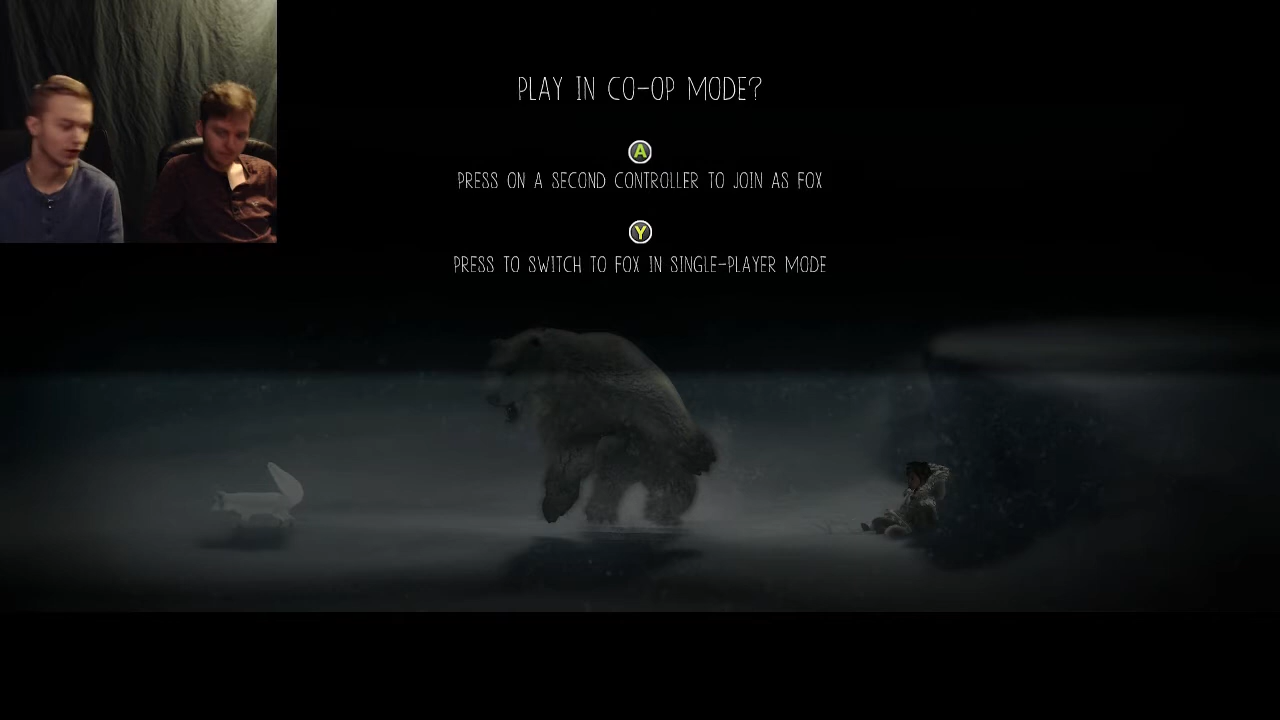 PLAY IN CO-OP MODE?
A
PRESS ON A SECOND CONTROLLER TO JOIN AS FOX
Y
PRESS TO SWITCH TO FOX IN SINGLE-PLAYER MODE